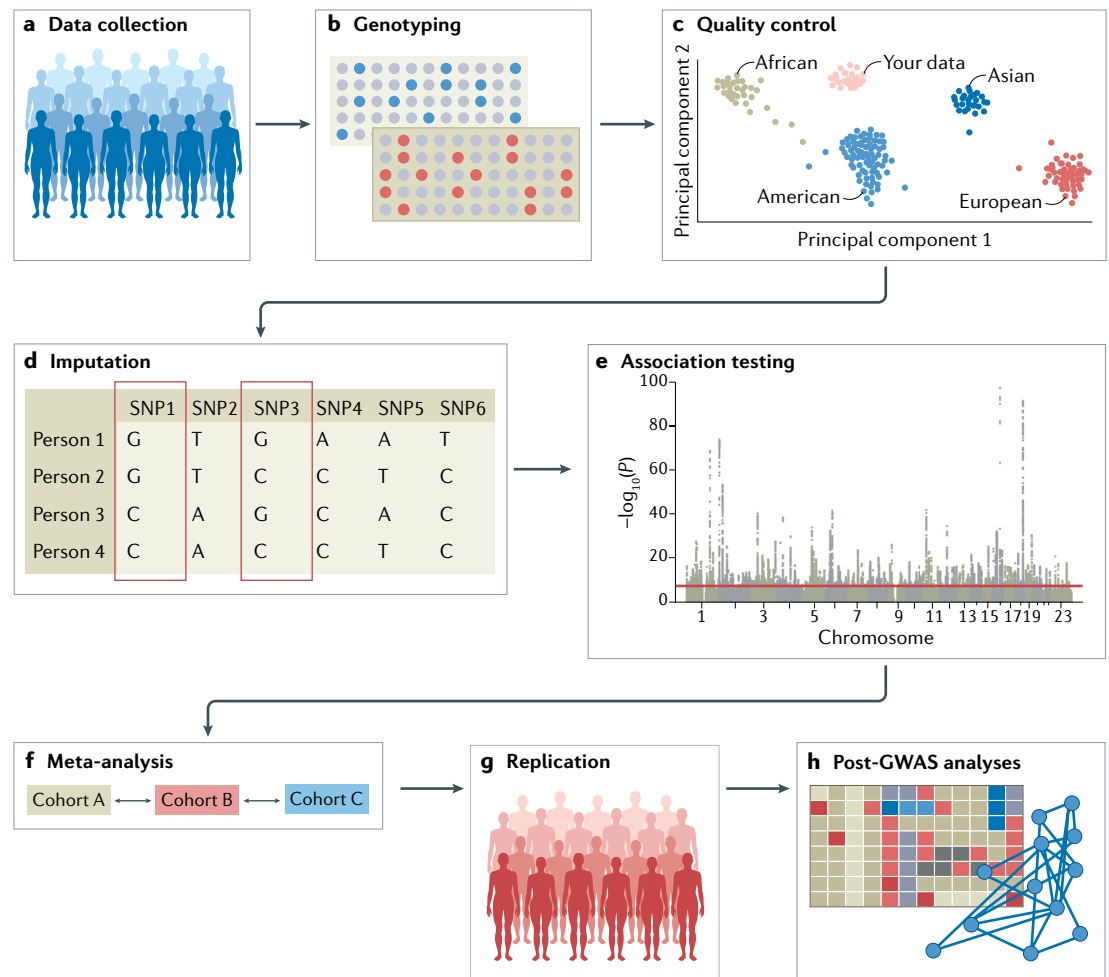 a Data collection
b Genotyping
c Quality control
Principal component 2
African
Your data
Asian
American
European
Principal component 1
d Imputation
SNP1 SNP2 SNP3 SNP4 SNP5 SNP6
Person 1 G T G A A T
Person 2 G T C C T C
Person 3 C A G C A C
Person 4 C A C C T C
e Association testing
–log10(P)
100
80
60
40
20
0
1 3 5 7 9 11 13 15 17 19 23
Chromosome
f Meta-analysis
Cohort A Cohort B Cohort C
g Replication
h Post-GWAS analyses